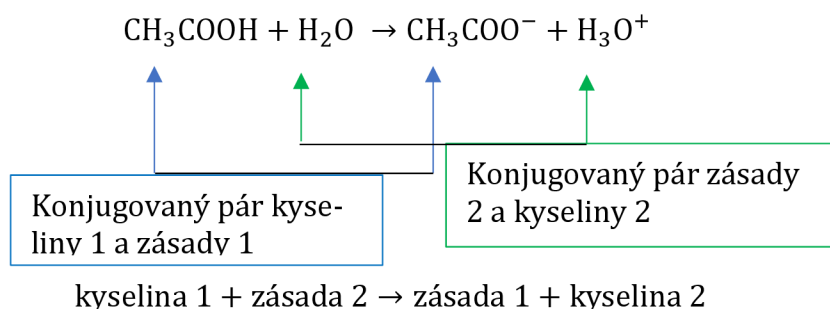 CH₃COOH + H₂O → CH₃COO⁻ + H₃O⁺
Konjugovaný pár kyse-
liny 1 a zásady 1
Konjugovaný pár zásady
2 a kyseliny 2
kyselina 1 + zásada 2 → zásada 1 + kyselina 2